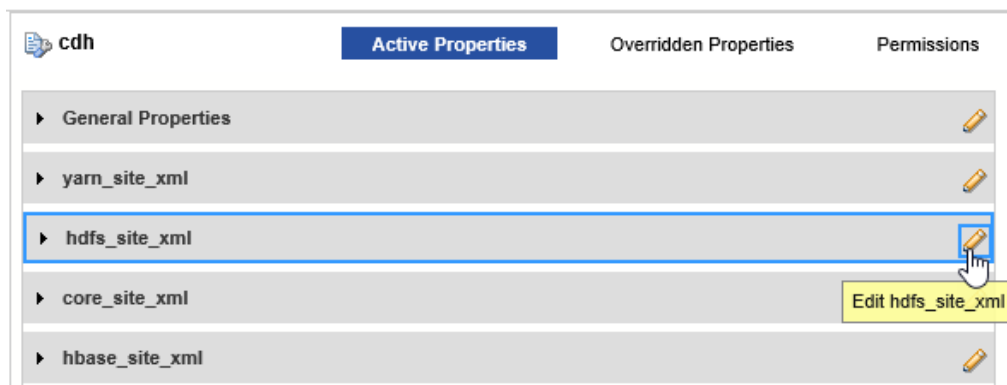 cdh Active Properties Overridden Properties Permissions
General Properties
yarn_site_xml
hdfs_site_xml
core_site_xml
Edit hdfs_site_xml
hbase_site_xml